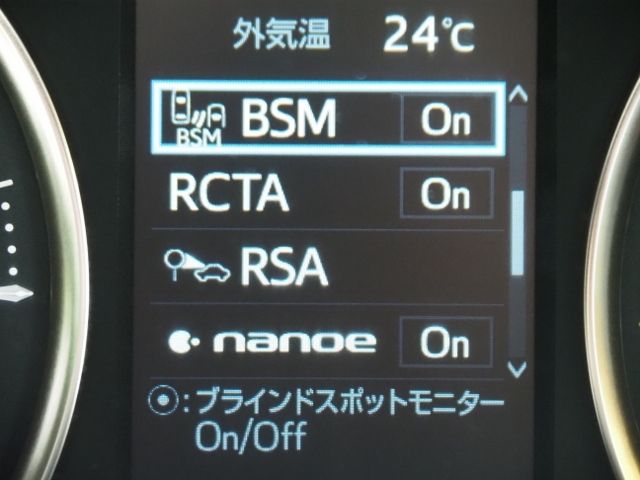 外気温 24℃
BSM BSM On
RCTA On
RSA
nanoe On
⦿:ブラインドスポットモニター
On/Off